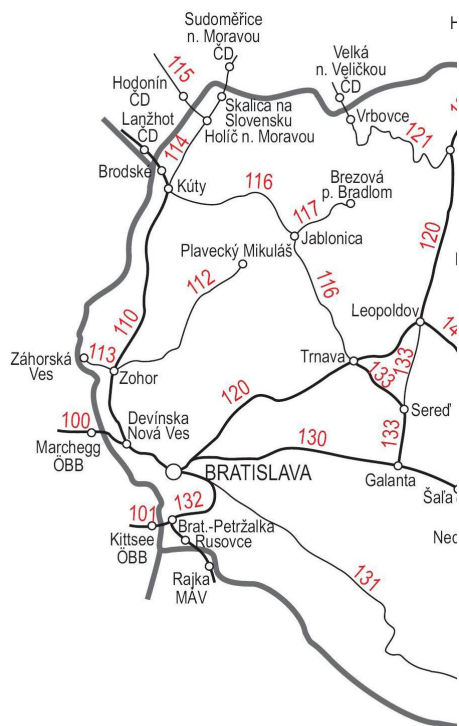 Sudoměřice
n. Moravou
ČD
H
Velká
n. Veličkou
ČD
115
Hodonín
ČD
Skalica na
Slovensku
Vrbovce
Lanžhot
ČD
Holíč n. Moravou
121
114
Brodské
Kúty
116
Brezová
p. Bradlom
117
Jablonica
120
Plavecký Mikuláš
112
116
110
Leopoldov
14
Záhorská
Ves
113
Zohor
Trnava
133
133
120
Sereď
100
Devínska
Nová Ves
Marchegg
ÖBB
130
133
BRATISLAVA
Galanta
Šaľa
132
101
Brat.-Petržalka
Kittsee
ÖBB
Rusovce
Neď
Rajka
MÁV
131